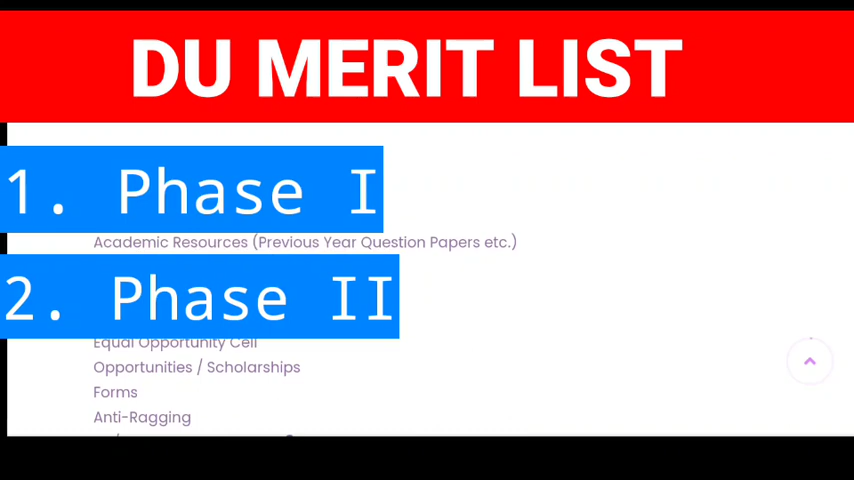 DU MERIT LIST
1. Phase I
Academic Resources (Previous Year Question Papers etc.)
2. Phase II
Equal Opportunity Cell
Opportunities / Scholarships
Forms
Anti-Ragging